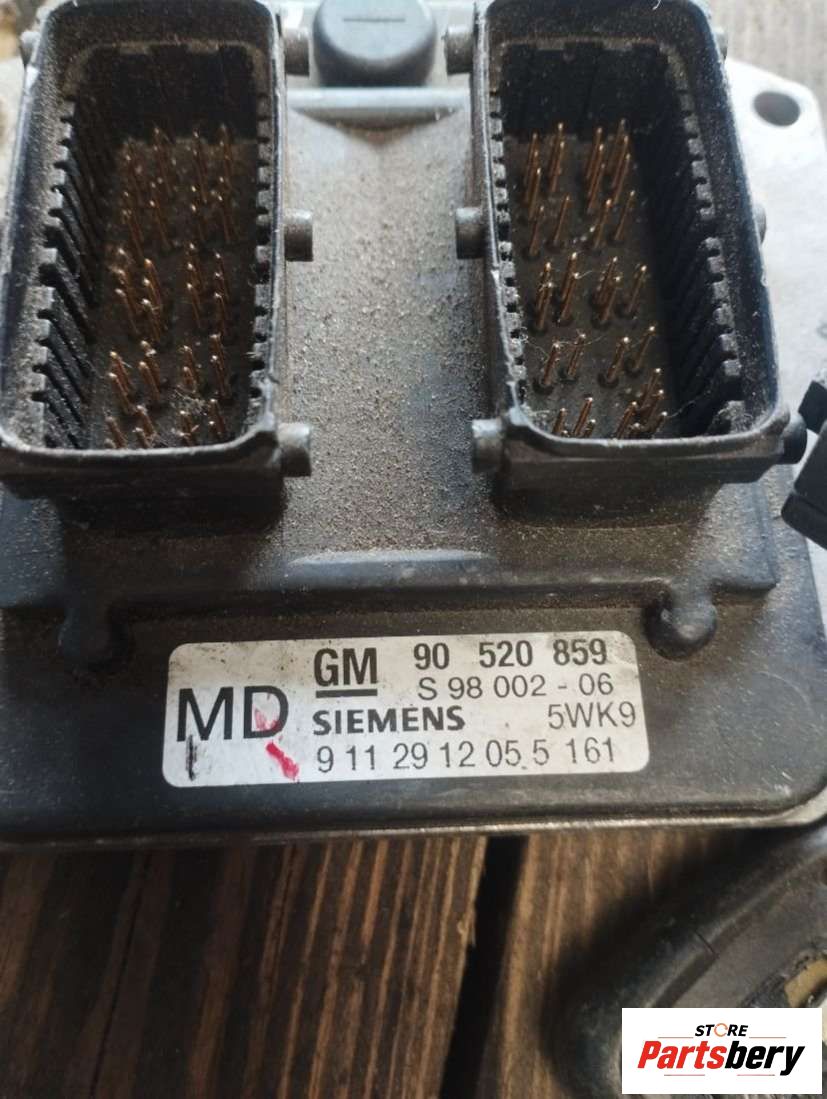 GM 90 520 859
S 98 002 - 06
MD SIEMENS 5WK9
9 11 29 12 05 5 161
STORE
Partsbery